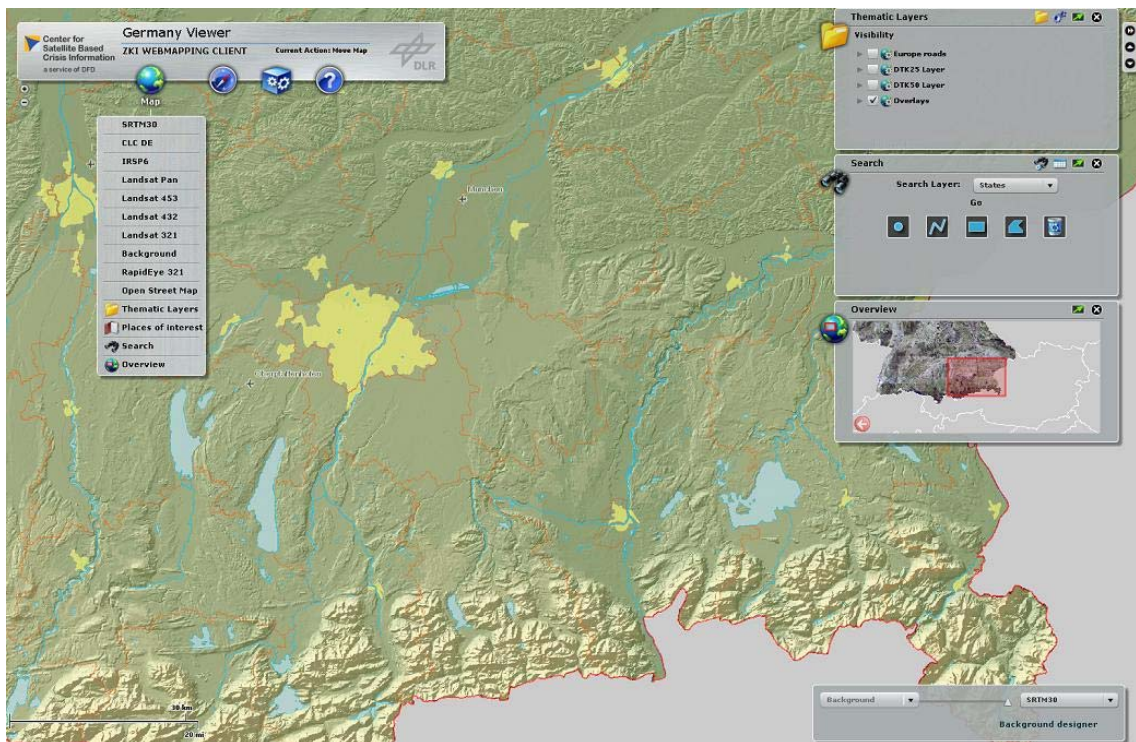 Center for
Satellite Based
Crisis Information
a service of DFD
Germany Viewer
ZKI WEBMAPPING CLIENT
Current Action: Move Map
DLR
Map
SRTM30
CLC DE
IRSP6
Landsat Pan
Landsat 453
Landsat 432
Landsat 321
Background
RapidEye 321
Open Street Map
Thematic Layers
Places of interest
Search
Overview
München
Oberpfaffenhofen
Thematic Layers
Visibility
Europe roads
DTK25 Layer
DTK50 Layer
Overlays
Search
Search Layer:
States
Go
Overview
30 km
20 mi
Background
SRTM30
Background designer